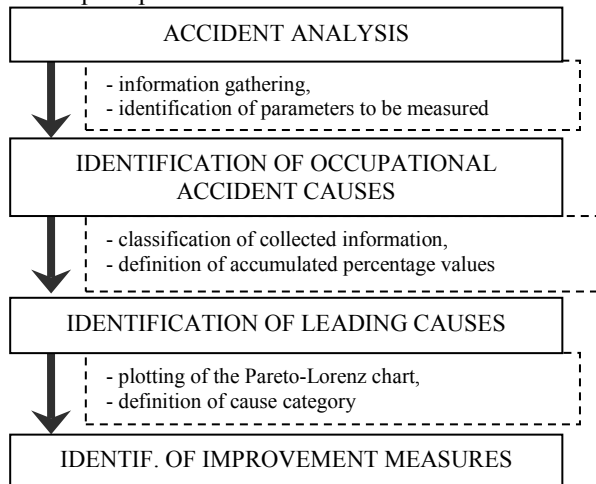 ACCIDENT ANALYSIS
- information gathering,
- identification of parameters to be measured
IDENTIFICATION OF OCCUPATIONAL
ACCIDENT CAUSES
- classification of collected information,
- definition of accumulated percentage values
IDENTIFICATION OF LEADING CAUSES
- plotting of the Pareto-Lorenz chart,
- definition of cause category
IDENTIF. OF IMPROVEMENT MEASURES